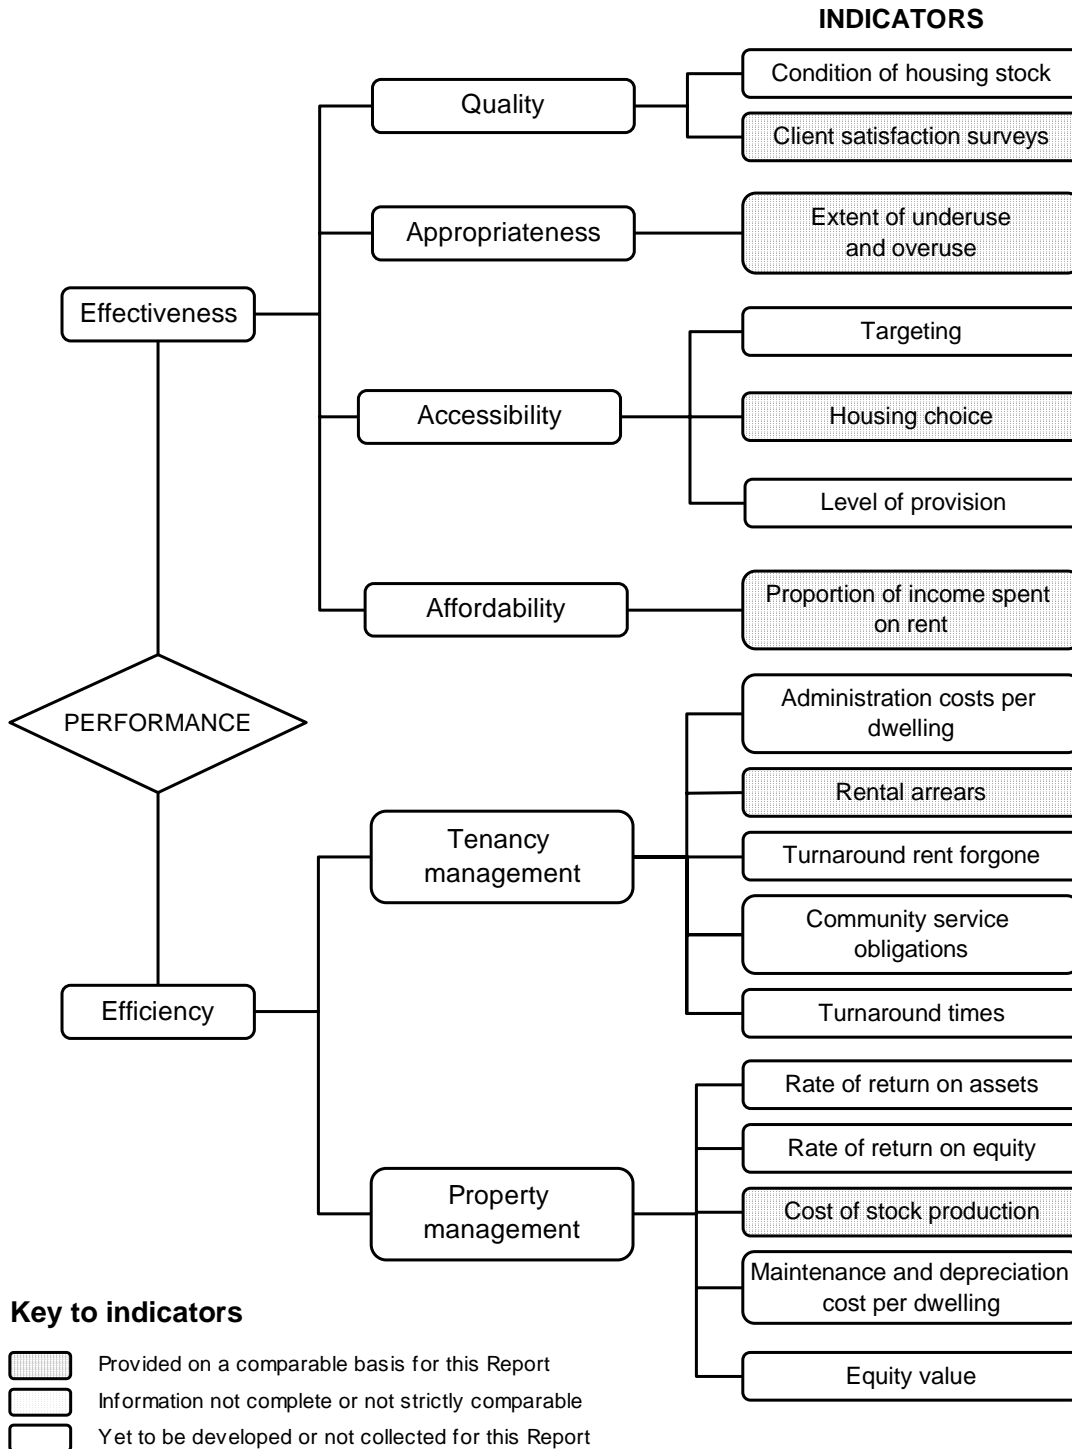 INDICATORS
Quality
Condition of housing stock
Client satisfaction surveys
Appropriateness
Extent of underuse
and overuse
Effectiveness
Targeting
Accessibility
Housing choice
Level of provision
Affordability
Proportion of income spent
on rent
PERFORMANCE
Administration costs per
dwelling
Rental arrears
Tenancy
management
Turnaround rent forgone
Community service
obligations
Efficiency
Turnaround times
Rate of return on assets
Rate of return on equity
Property
management
Cost of stock production
Maintenance and depreciation
cost per dwelling
Equity value
Key to indicators
Provided on a comparable basis for this Report
Information not complete or not strictly comparable
Yet to be developed or not collected for this Report